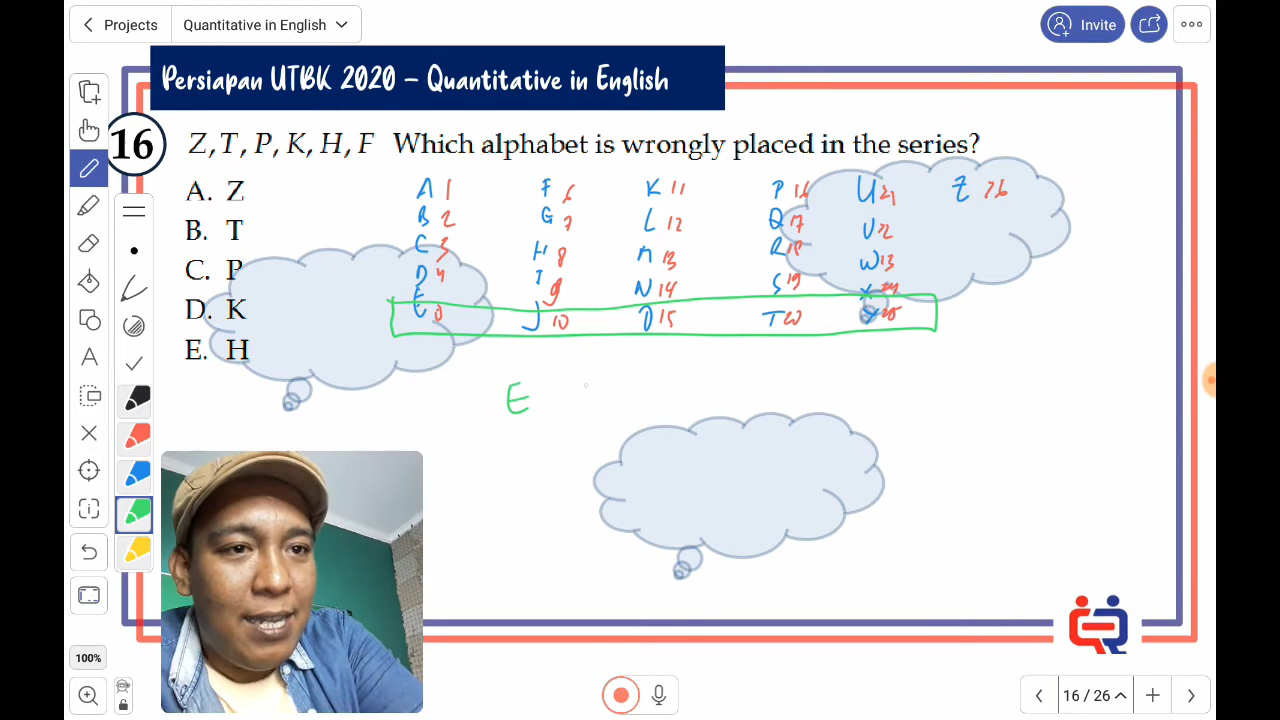 Projects
Quantitative in English
Invite
Persiapan UTBK 2020 – Quantitative in English
16
Z, T, P, K, H, F Which alphabet is wrongly placed in the series?
A. Z
B. T
C. P
D. K
E. H
A 1 F 6 K 11 P 16 U 21 Z 26
B 2 G 7 L 12 Q 17 V 22
C 3 H 8 M 13 R 18 W 13
D 4 I 9 N 14 S 19 X 24
E J 10 O 15 T 20 Y 25
E
100%
16 / 26